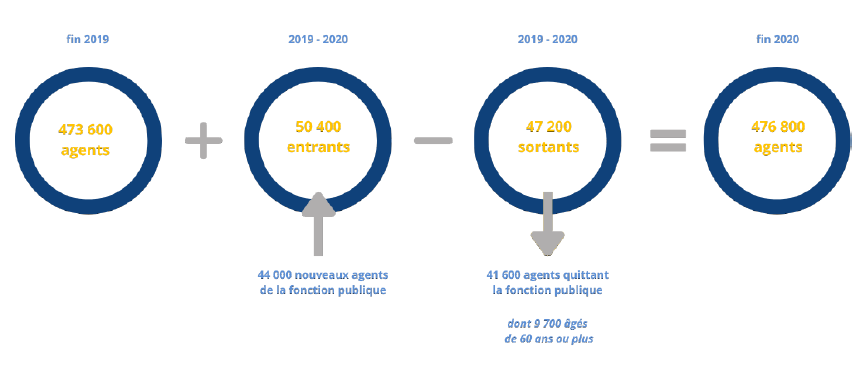 fin 2019
2019 - 2020
2019 - 2020
fin 2020
473 600
agents
50 400
entrants
47 200
sortants
476 800
agents
44 000 nouveaux agents
de la fonction publique
41 600 agents quittant
la fonction publique
dont 9 700 âgés
de 60 ans ou plus